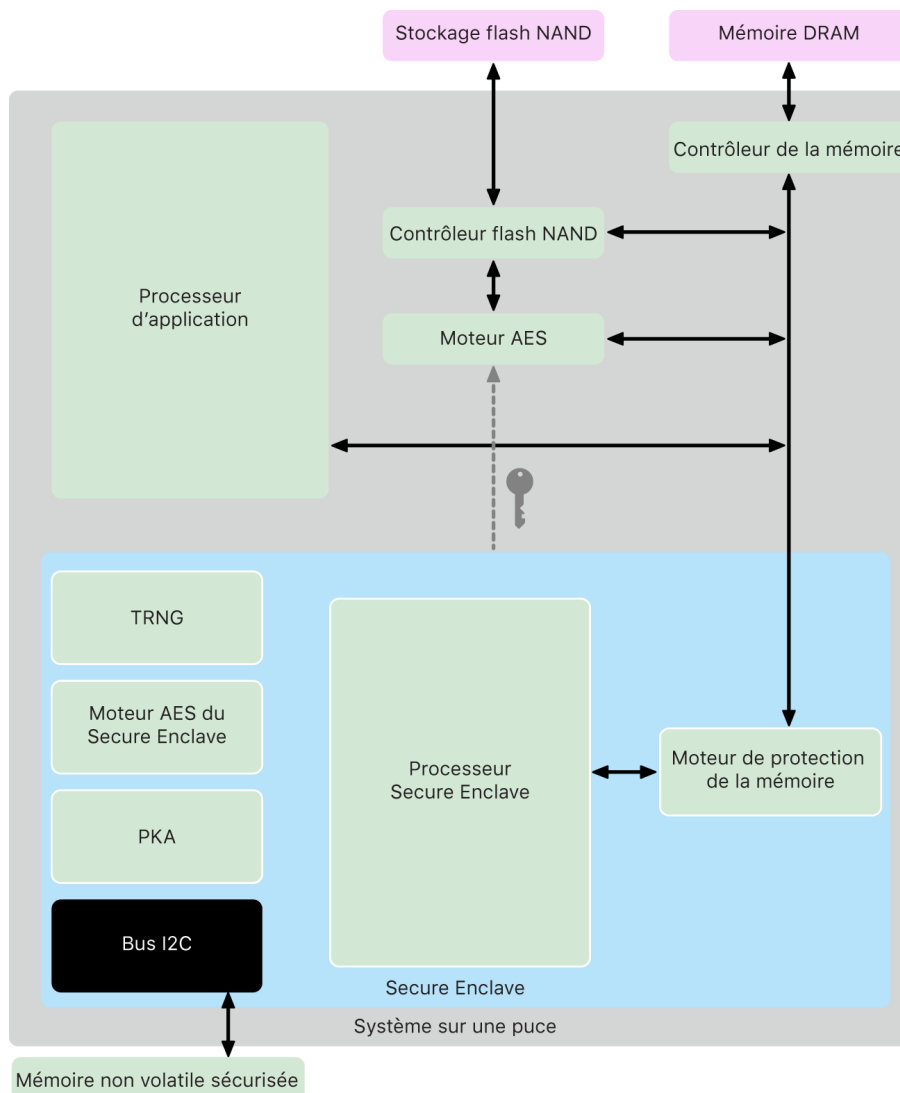 Stockage flash NAND
Mémoire DRAM
Contrôleur de la mémoire
Contrôleur flash NAND
Processeur
d’application
Moteur AES
TRNG
Moteur AES du
Secure Enclave
Processeur
Secure Enclave
Moteur de protection
de la mémoire
PKA
Bus I2C
Secure Enclave
Système sur une puce
Mémoire non volatile sécurisée